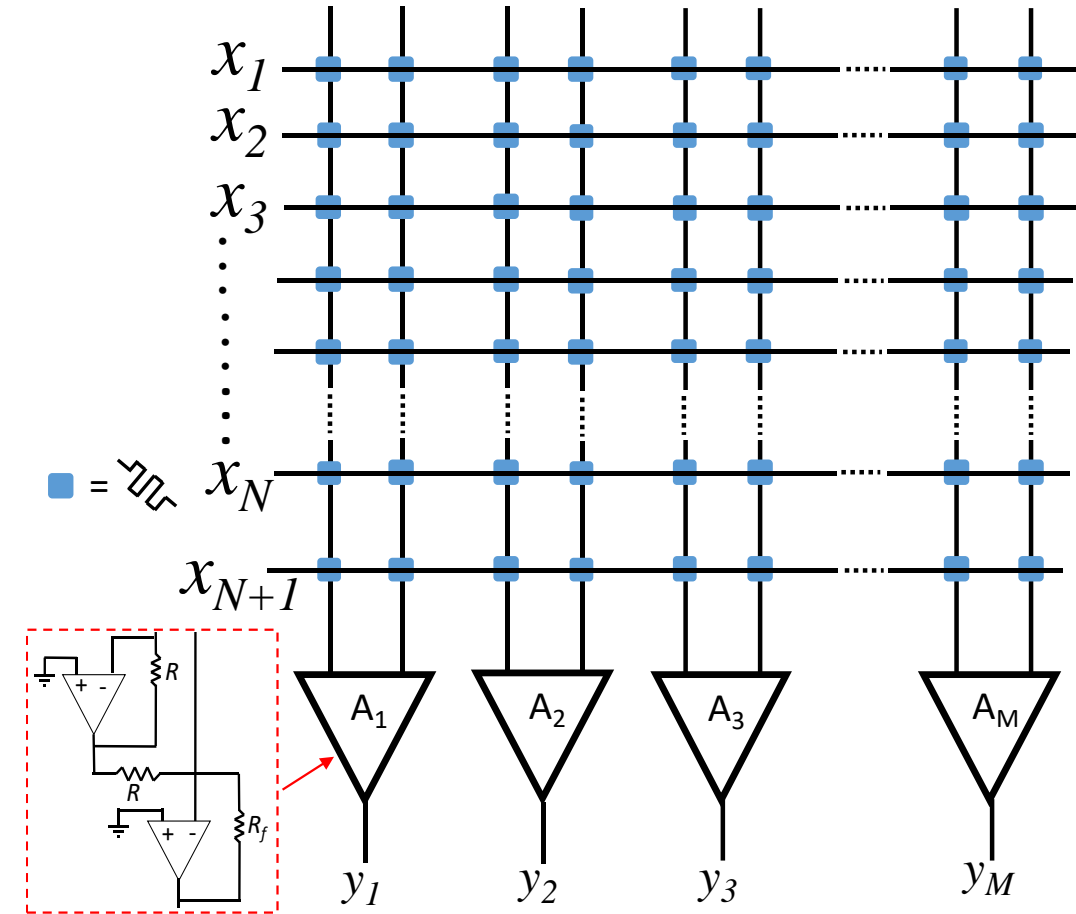 x1
x2
x3
=
xN
xN+1
+ - R
R
+ - Rf
A1 A2 A3 AM
y1 y2 y3 yM